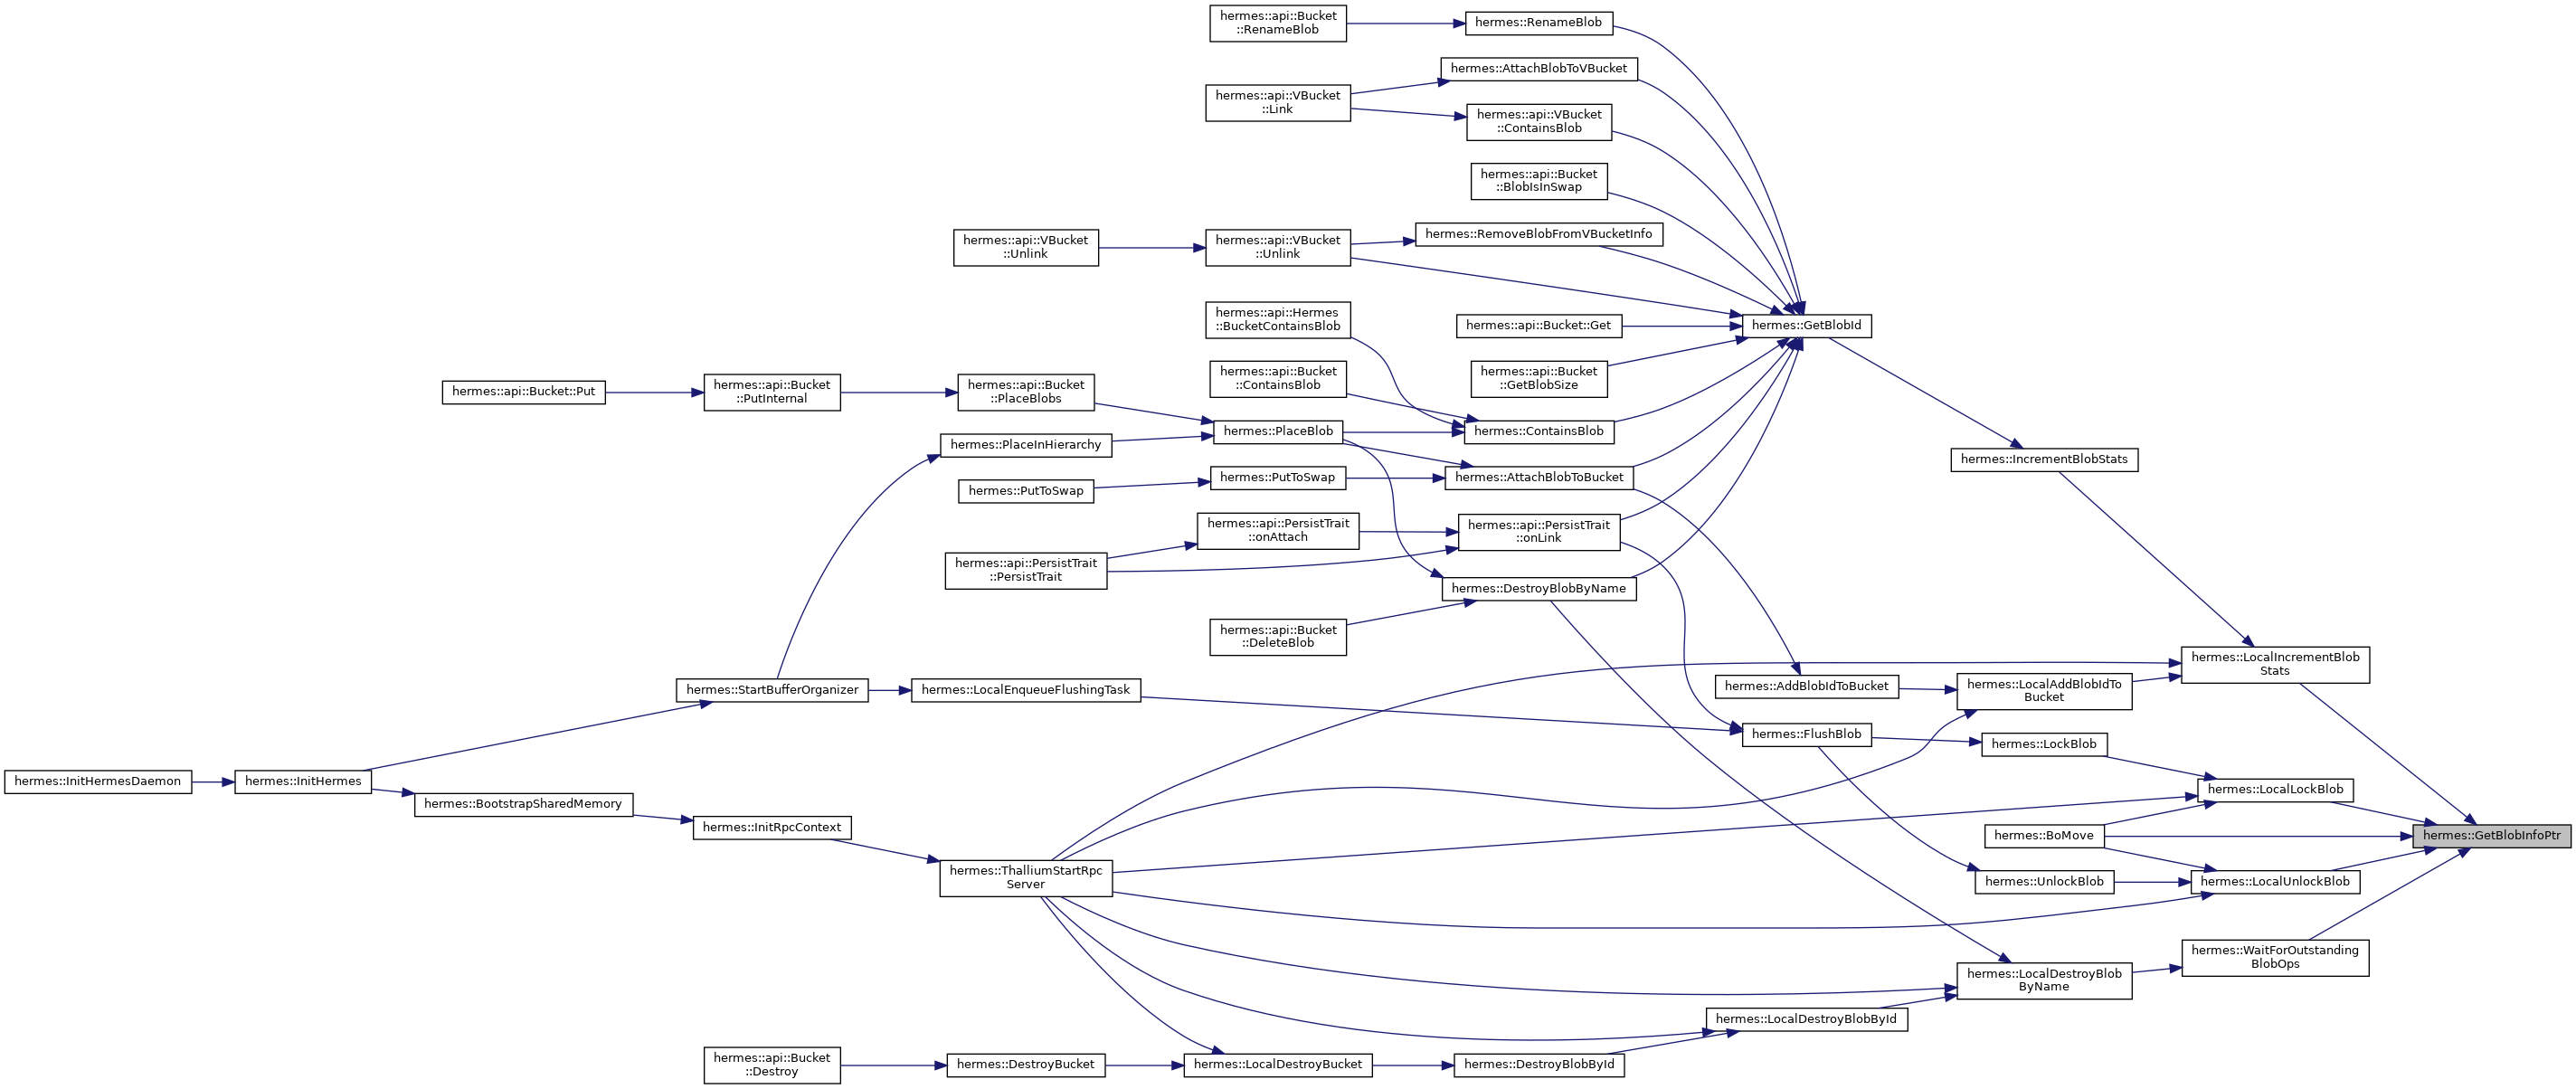 hermes::api::Bucket
::RenameBlob
hermes::RenameBlob
hermes::AttachBlobToVBucket
hermes::api::VBucket
::Link
hermes::api::VBucket
::ContainsBlob
hermes::api::Bucket
::BlobIsInSwap
hermes::RemoveBlobFromVBucketInfo
hermes::api::VBucket
::Unlink
hermes::api::VBucket
::Unlink
hermes::api::Hermes
::BucketContainsBlob
hermes::api::Bucket::Get
hermes::GetBlobId
hermes::api::Bucket
::ContainsBlob
hermes::api::Bucket
::GetBlobSize
hermes::api::Bucket::Put
hermes::api::Bucket
::PutInternal
hermes::api::Bucket
::PlaceBlobs
hermes::PlaceBlob
hermes::ContainsBlob
hermes::PlaceInHierarchy
hermes::IncrementBlobStats
hermes::PutToSwap
hermes::PutToSwap
hermes::AttachBlobToBucket
hermes::api::PersistTrait
::onAttach
hermes::api::PersistTrait
::onLink
hermes::api::PersistTrait
::PersistTrait
hermes::DestroyBlobByName
hermes::api::Bucket
::DeleteBlob
hermes::LocalIncrementBlob
Stats
hermes::StartBufferOrganizer
hermes::LocalEnqueueFlushingTask
hermes::AddBlobIdToBucket
hermes::LocalAddBlobIdTo
Bucket
hermes::FlushBlob
hermes::LockBlob
hermes::InitHermesDaemon
hermes::InitHermes
hermes::LocalLockBlob
hermes::BootstrapSharedMemory
hermes::InitRpcContext
hermes::BoMove
hermes::GetBlobInfoPtr
hermes::ThalliumStartRpc
Server
hermes::UnlockBlob
hermes::LocalUnlockBlob
hermes::WaitForOutstanding
BlobOps
hermes::LocalDestroyBlob
ByName
hermes::LocalDestroyBlobById
hermes::api::Bucket
::Destroy
hermes::DestroyBucket
hermes::LocalDestroyBucket
hermes::DestroyBlobById